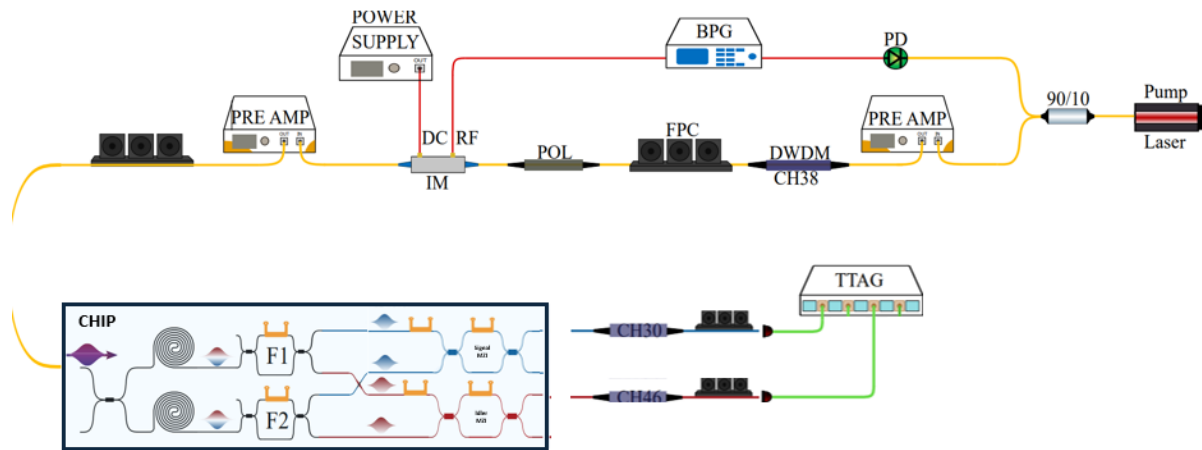 POWER
SUPPLY
OUT
BPG
PD
90/10
Pump
Laser
PRE AMP
OUT
IN
DC
RF
IM
POL
FPC
DWDM
CH38
PRE AMP
OUT
IN
CHIP
F1
Signal
MZI
F2
Idler
MZI
CH30
CH46
TTAG